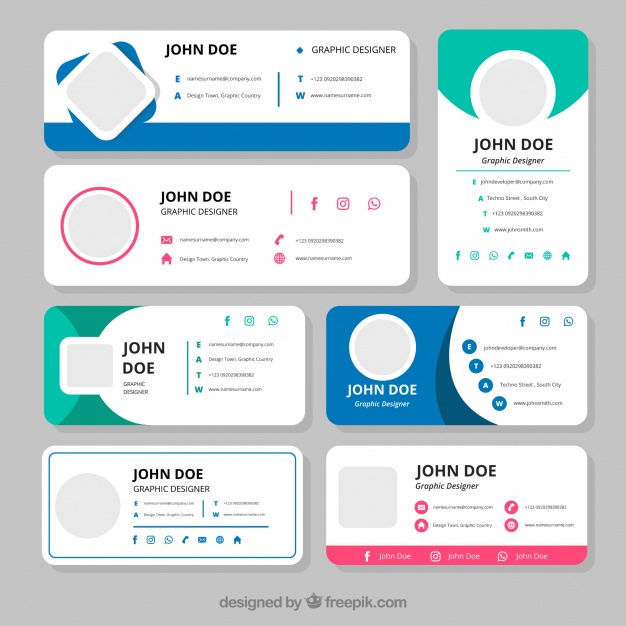 JOHN DOE
GRAPHIC DESIGNER
E namesurname@company.com
T +123 0920298390382
A Design Town, Graphic Country
W www.johnsmith.com
JOHN DOE
Graphic Designer
E johndeveloper@company.com
A Techno Street , South City
T +123 0920298390382
W www.johnsmith.com
JOHN DOE
GRAPHIC DESIGNER
namesurname@company.com
+123 0920298390382
Design Town, Graphic Country
www.johnsmith.com
JOHN
DOE
GRAPHIC
DESIGNER
E namesurname@company.com
A Design Town, Graphic Country
T +123 0920298390382
W www.johnsmith.com
JOHN DOE
Graphic Designer
E johndeveloper@company.com
T +123 0920298390382
A Techno Street , South City
W www.johnsmith.com
JOHN DOE
GRAPHIC DESIGNER
E namesurname@company.com
T +123 0920298390382
A Design Town, Graphic Country
W www.johnsmith.com
JOHN DOE
Graphic Designer
namesurname@company.com
+123 0920298390382
Design Town, Graphic Country
www.johnsmith.com
John Doe
John Doe
John Doe
designed by freepik.com